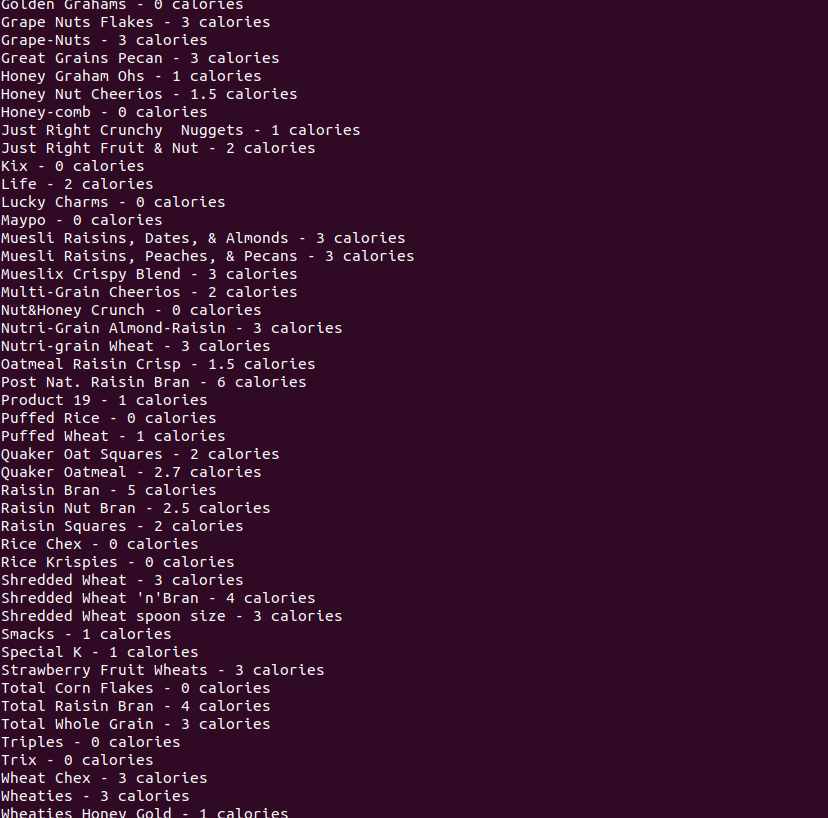 Golden Grahams - 0 calories
Grape Nuts Flakes - 3 calories
Grape-Nuts - 3 calories
Great Grains Pecan - 3 calories
Honey Graham Ohs - 1 calories
Honey Nut Cheerios - 1.5 calories
Honey-comb - 0 calories
Just Right Crunchy  Nuggets - 1 calories
Just Right Fruit & Nut - 2 calories
Kix - 0 calories
Life - 2 calories
Lucky Charms - 0 calories
Maypo - 0 calories
Muesli Raisins, Dates, & Almonds - 3 calories
Muesli Raisins, Peaches, & Pecans - 3 calories
Mueslix Crispy Blend - 3 calories
Multi-Grain Cheerios - 2 calories
Nut&Honey Crunch - 0 calories
Nutri-Grain Almond-Raisin - 3 calories
Nutri-grain Wheat - 3 calories
Oatmeal Raisin Crisp - 1.5 calories
Post Nat. Raisin Bran - 6 calories
Product 19 - 1 calories
Puffed Rice - 0 calories
Puffed Wheat - 1 calories
Quaker Oat Squares - 2 calories
Quaker Oatmeal - 2.7 calories
Raisin Bran - 5 calories
Raisin Nut Bran - 2.5 calories
Raisin Squares - 2 calories
Rice Chex - 0 calories
Rice Krispies - 0 calories
Shredded Wheat - 3 calories
Shredded Wheat 'n'Bran - 4 calories
Shredded Wheat spoon size - 3 calories
Smacks - 1 calories
Special K - 1 calories
Strawberry Fruit Wheats - 3 calories
Total Corn Flakes - 0 calories
Total Raisin Bran - 4 calories
Total Whole Grain - 3 calories
Triples - 0 calories
Trix - 0 calories
Wheat Chex - 3 calories
Wheaties - 3 calories
Wheaties Honey Gold - 1 calories